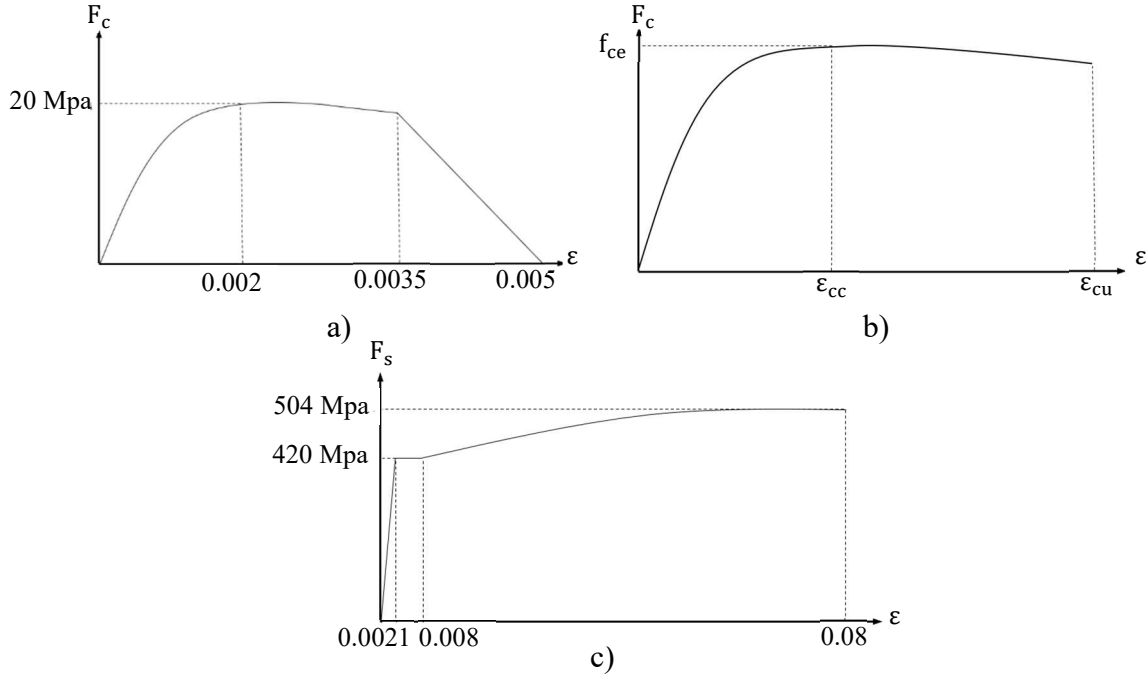 F_c
20 Mpa
0.002
0.0035
0.005
ε
a)
F_c
f_ce
ε_cc
ε_cu
ε
b)
F_s
504 Mpa
420 Mpa
0.0021
0.008
0.08
ε
c)